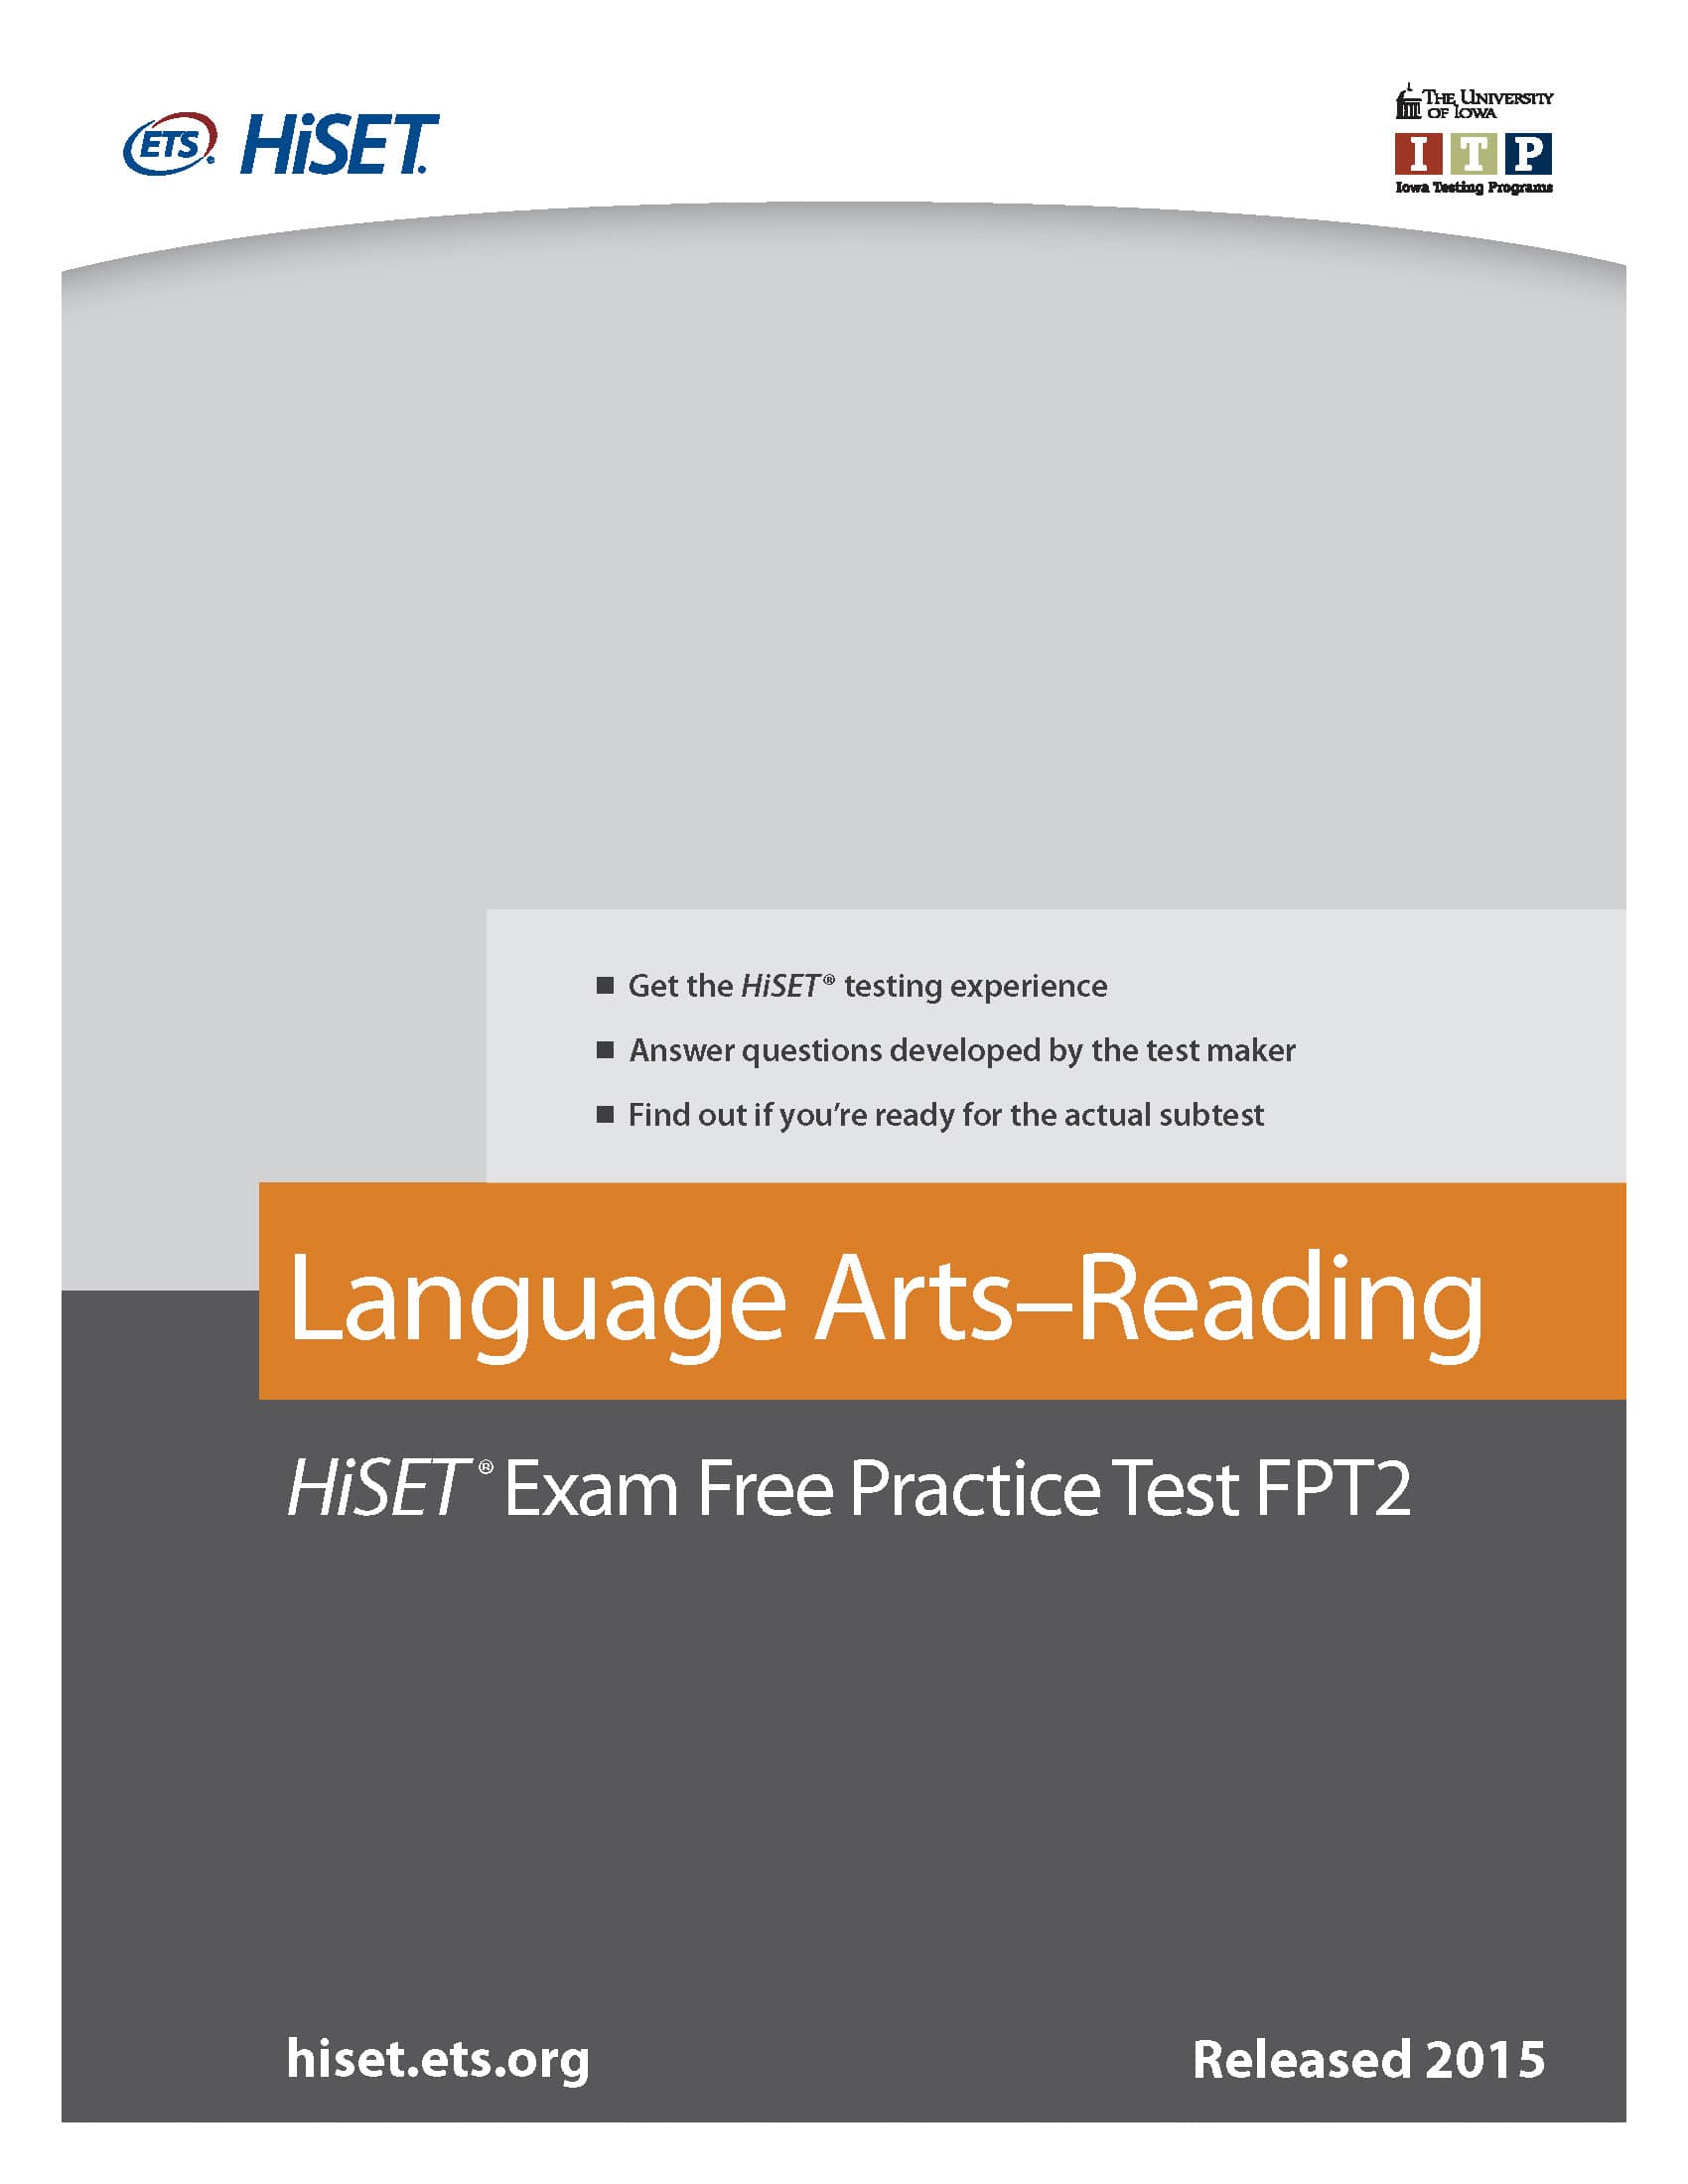 ETS® HiSET®
THE UNIVERSITY
OF IOWA
ITP
Iowa Testing Programs
■ Get the HiSET® testing experience
■ Answer questions developed by the test maker
■ Find out if you’re ready for the actual subtest
Language Arts–Reading
HiSET® Exam Free Practice Test FPT2
hiset.ets.org
Released 2015